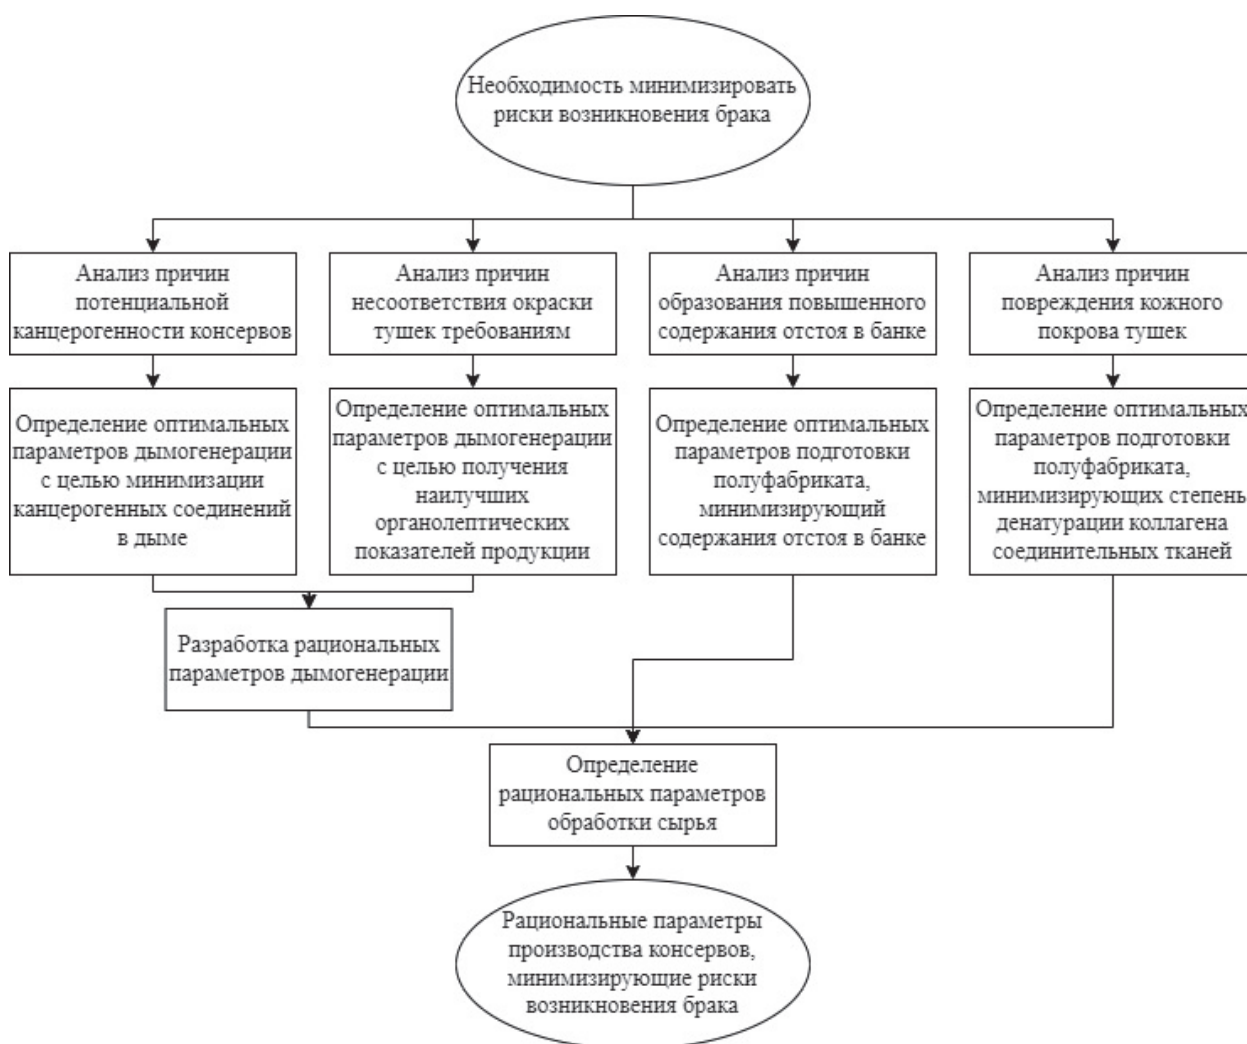 Необходимость минимизировать
риски возникновения брака
Анализ причин
потенциальной
канцерогенности консервов
Анализ причин
несоответствия окраски
тушек требованиям
Анализ причин
образования повышенного
содержания отстоя в банке
Анализ причин
повреждения кожного
покрова тушек
Определение оптимальных
параметров дымогенерации
с целью минимизации
канцерогенных соединений
в дыме
Определение оптимальных
параметров дымогенерации
с целью получения
наилучших
органолептических
показателей продукции
Определение оптимальных
параметров подготовки
полуфабриката,
минимизирующий
содержания отстоя в банке
Определение оптимальных
параметров подготовки
полуфабриката,
минимизирующих степень
денатурации коллагена
соединительных тканей
Разработка рациональных
параметров дымогенерации
Определение
рациональных параметров
обработки сырья
Рациональные параметры
производства консервов,
минимизирующие риски
возникновения брака